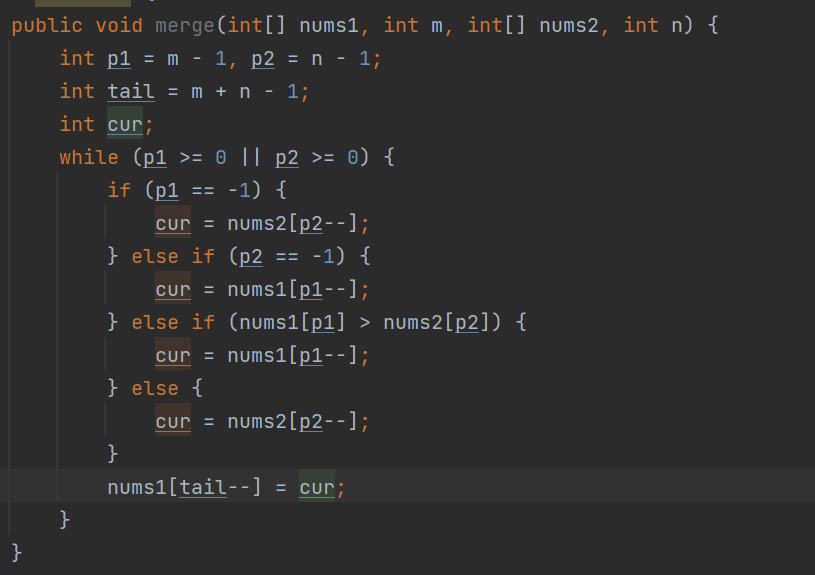 public void merge(int[] nums1, int m, int[] nums2, int n) {
    int p1 = m - 1, p2 = n - 1;
    int tail = m + n - 1;
    int cur;
    while (p1 >= 0 || p2 >= 0) {
        if (p1 == -1) {
            cur = nums2[p2--];
        } else if (p2 == -1) {
            cur = nums1[p1--];
        } else if (nums1[p1] > nums2[p2]) {
            cur = nums1[p1--];
        } else {
            cur = nums2[p2--];
        }
        nums1[tail--] = cur;
    }
}